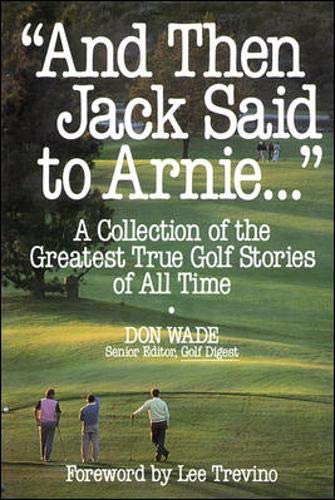 "And Then
Jack Said
to Arnie..."
A Collection of the
Greatest True Golf Stories
of All Time
•
DON WADE
Senior Editor, Golf Digest
Foreword by Lee Trevino